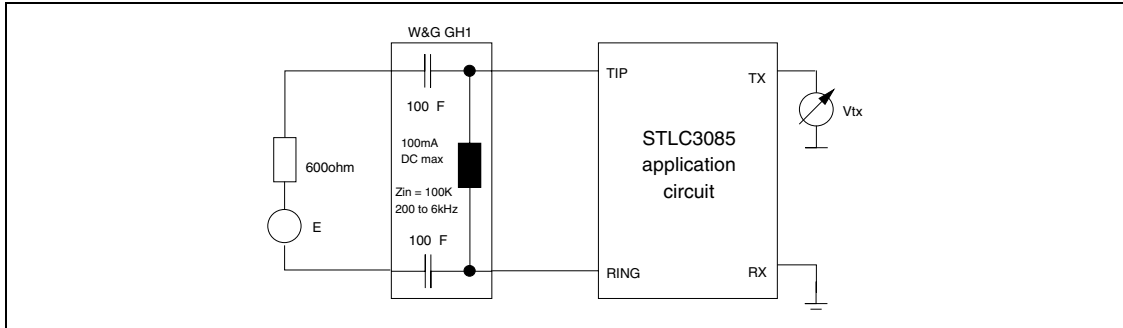 W&G GH1
100 F
100mA
DC max
Zin = 100K
200 to 6kHz
100 F
600ohm
E
TIP
RING
STLC3085
application
circuit
TX
RX
Vtx